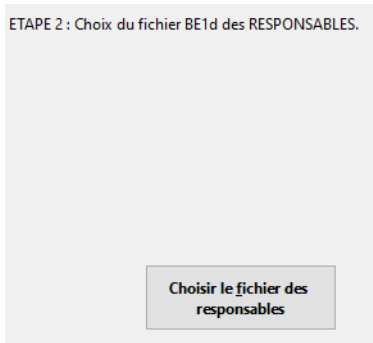 ETAPE 2 : Choix du fichier BE1d des RESPONSABLES.
Choisir le fichier des
responsables